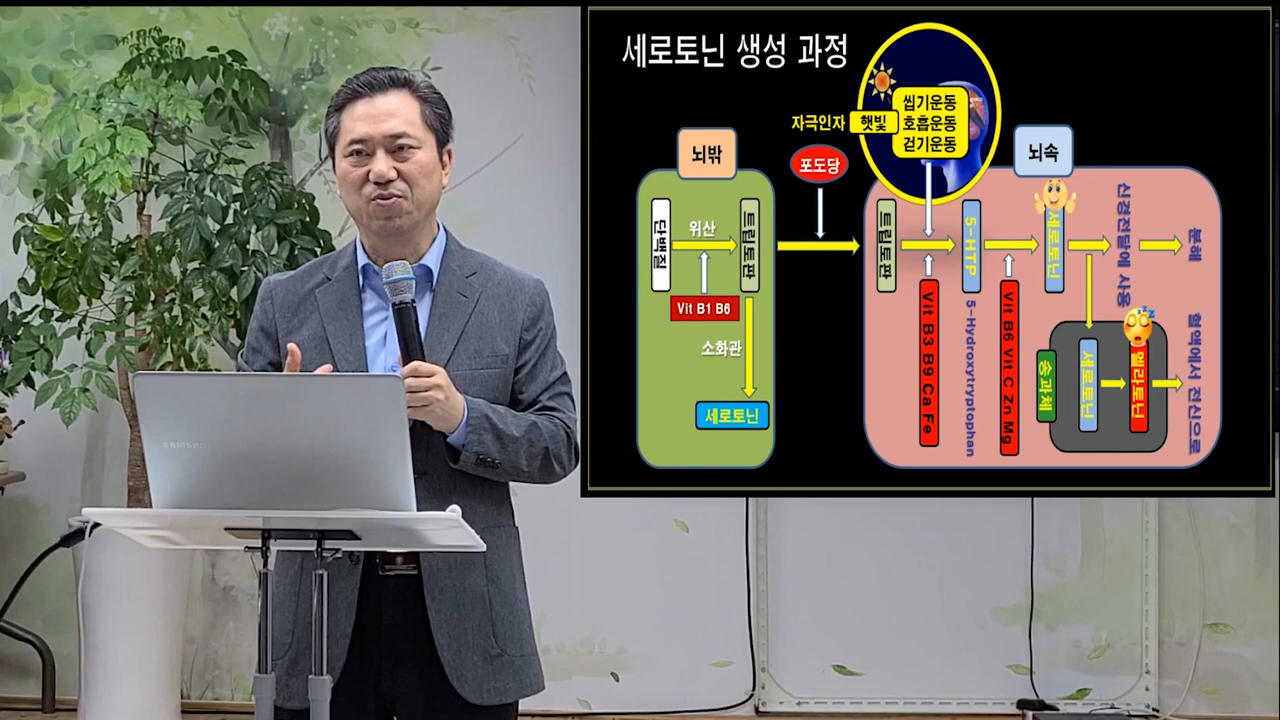 세로토닌 생성 과정
자극인자
햇빛
씹기운동
호흡운동
걷기운동
뇌밖
포도당
뇌속
단백질
위산
트립토판
Vit B1 B6
소화관
세로토닌
트립토판
5-HTP
5-Hydroxytryptophan
Vit B3 B9 Ca Fe
Vit B6 Vit C Zn Mg
세로토닌
신경전달에 사용
분해
송과체
세로토닌
멜라토닌
혈액에서 전신으로
SAMSUNG